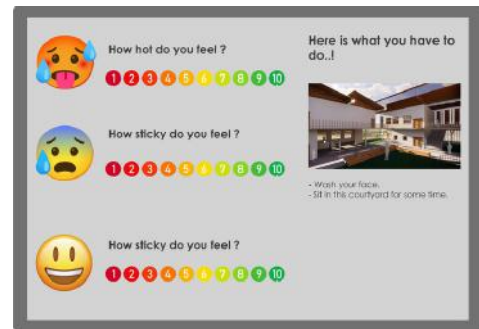 How hot do you feel ?
1 2 3 4 5 6 7 8 9 10
How sticky do you feel ?
1 2 3 4 5 6 7 8 9 10
How sticky do you feel ?
1 2 3 4 5 6 7 8 9 10
Here is what you have to
do..!
- Wash your face.
- Sit in this courtyard for some time.